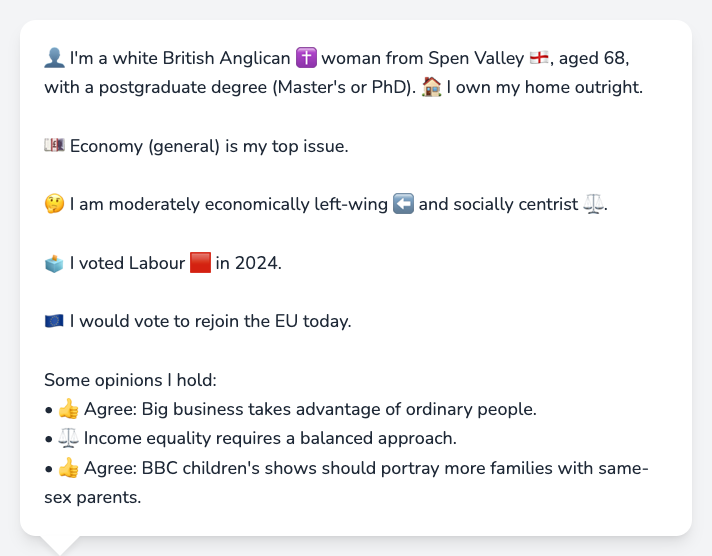 👤 I'm a white British Anglican ✝️ woman from Spen Valley 🏴󠁧󠁢󠁥󠁮󠁧󠁿, aged 68,
with a postgraduate degree (Master's or PhD). 🏠 I own my home outright.
💷 Economy (general) is my top issue.
🤔 I am moderately economically left-wing ⬅️ and socially centrist ⚖️.
🗳️ I voted Labour 🟥 in 2024.
🇪🇺 I would vote to rejoin the EU today.
Some opinions I hold:
• 👍 Agree: Big business takes advantage of ordinary people.
• ⚖️ Income equality requires a balanced approach.
• 👍 Agree: BBC children's shows should portray more families with same-
sex parents.